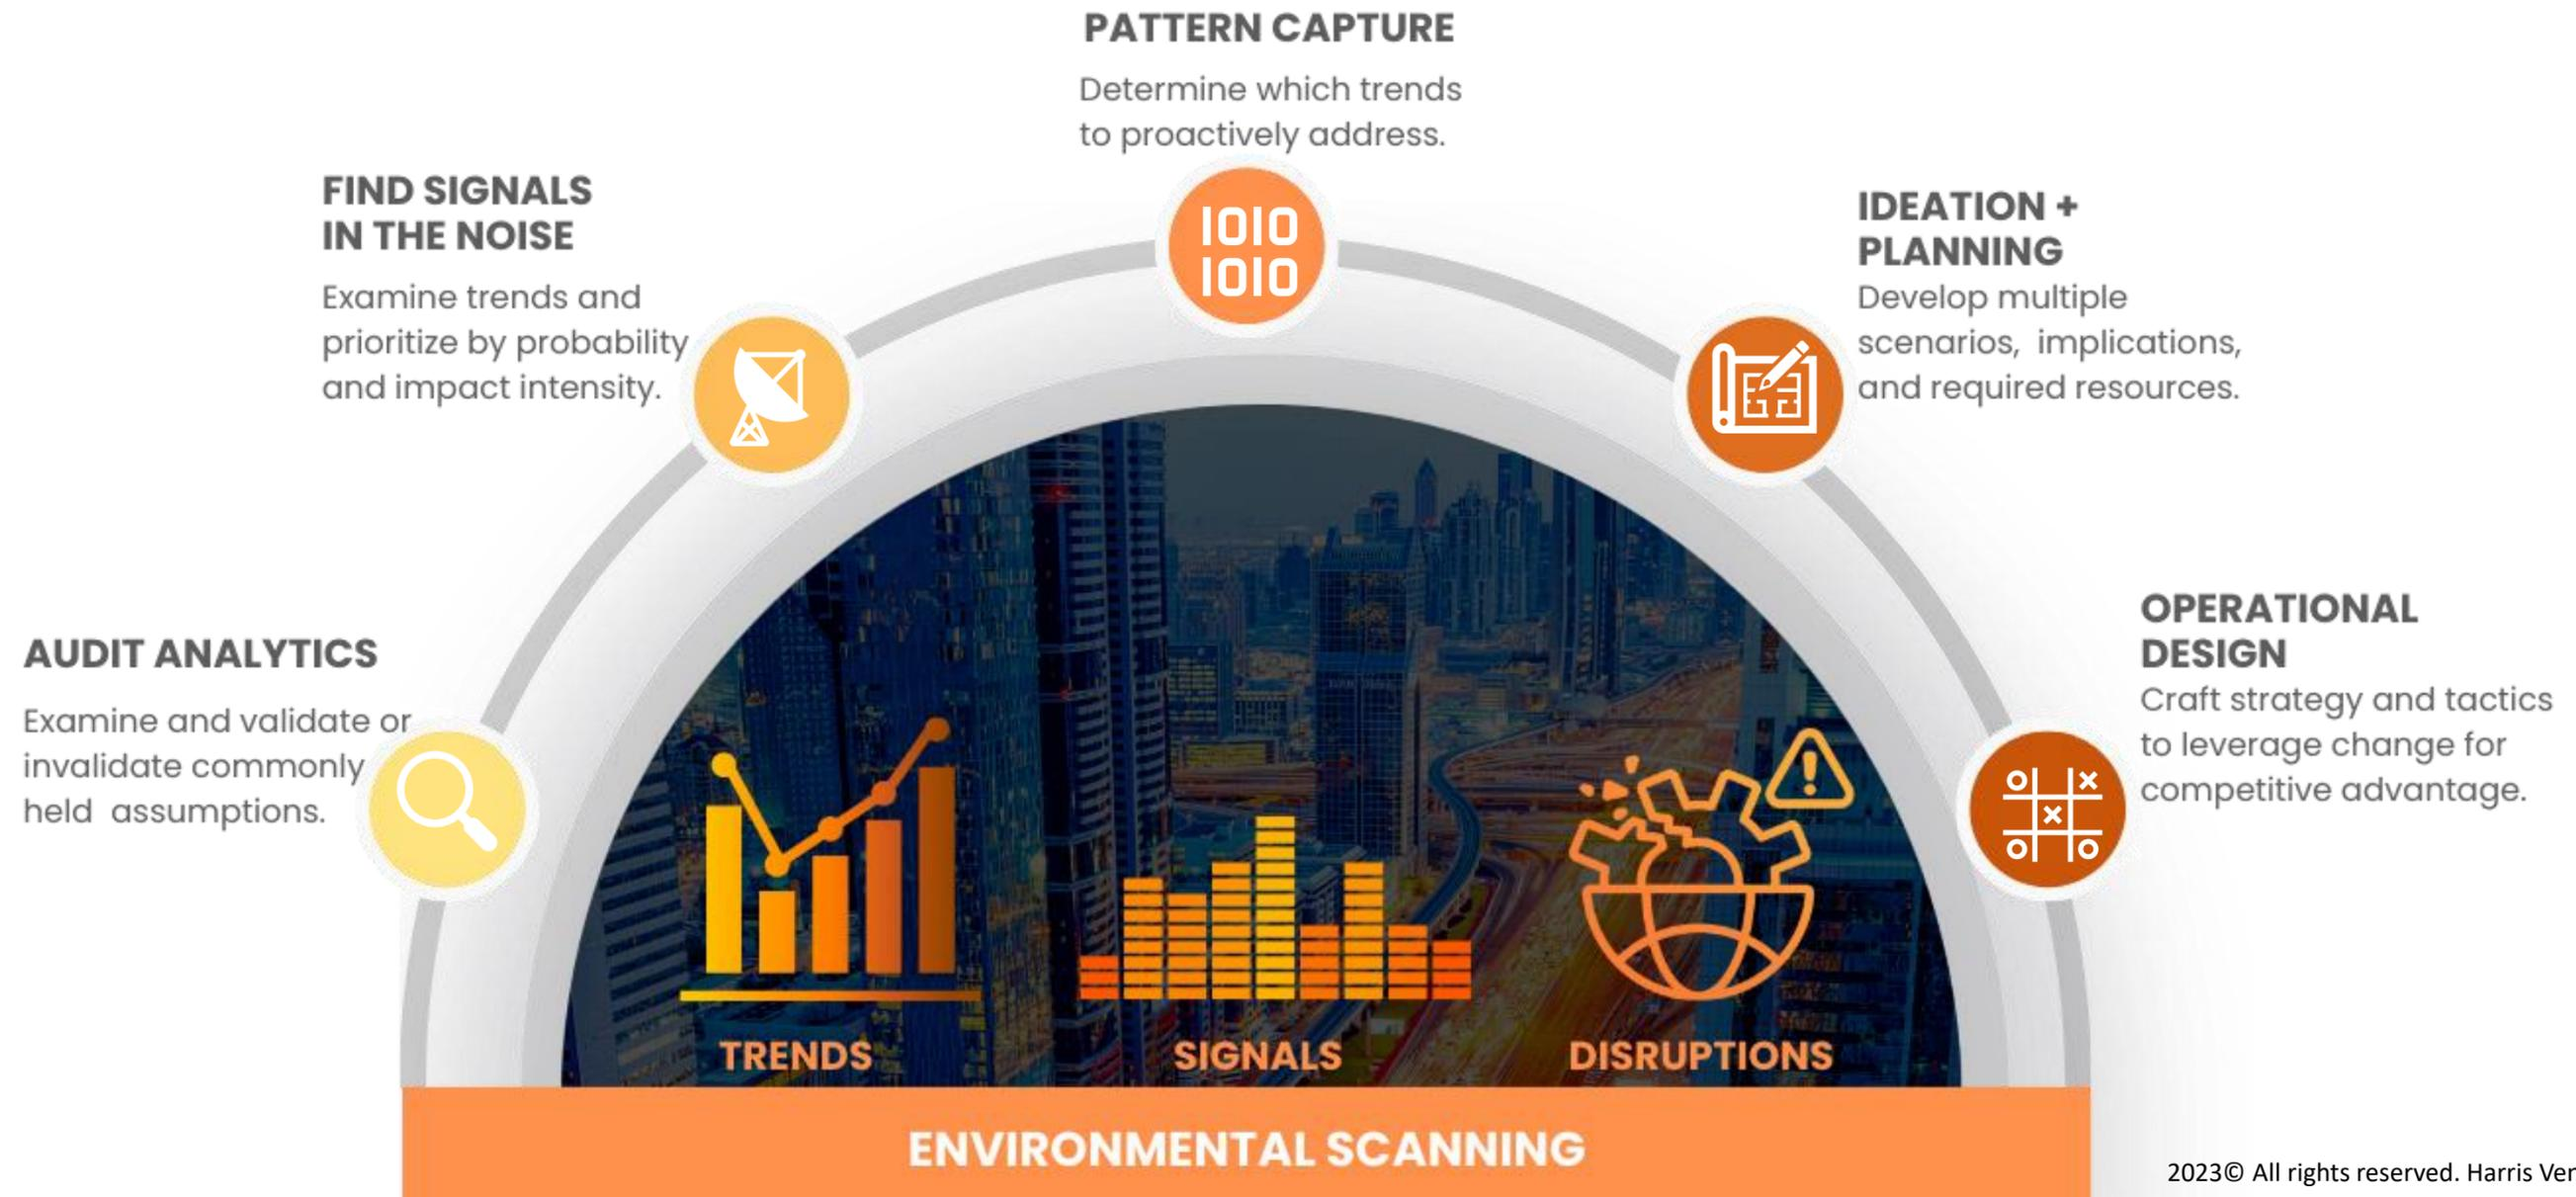 PATTERN CAPTURE
Determine which trends
to proactively address.
FIND SIGNALS
IN THE NOISE
Examine trends and
prioritize by probability
and impact intensity.
IDEATION +
PLANNING
Develop multiple
scenarios, implications,
and required resources.
AUDIT ANALYTICS
Examine and validate or
invalidate commonly
held assumptions.
OPERATIONAL
DESIGN
Craft strategy and tactics
to leverage change for
competitive advantage.
1010
1010
TRENDS
SIGNALS
DISRUPTIONS
ENVIRONMENTAL SCANNING
2023© All rights reserved. Harris Ver